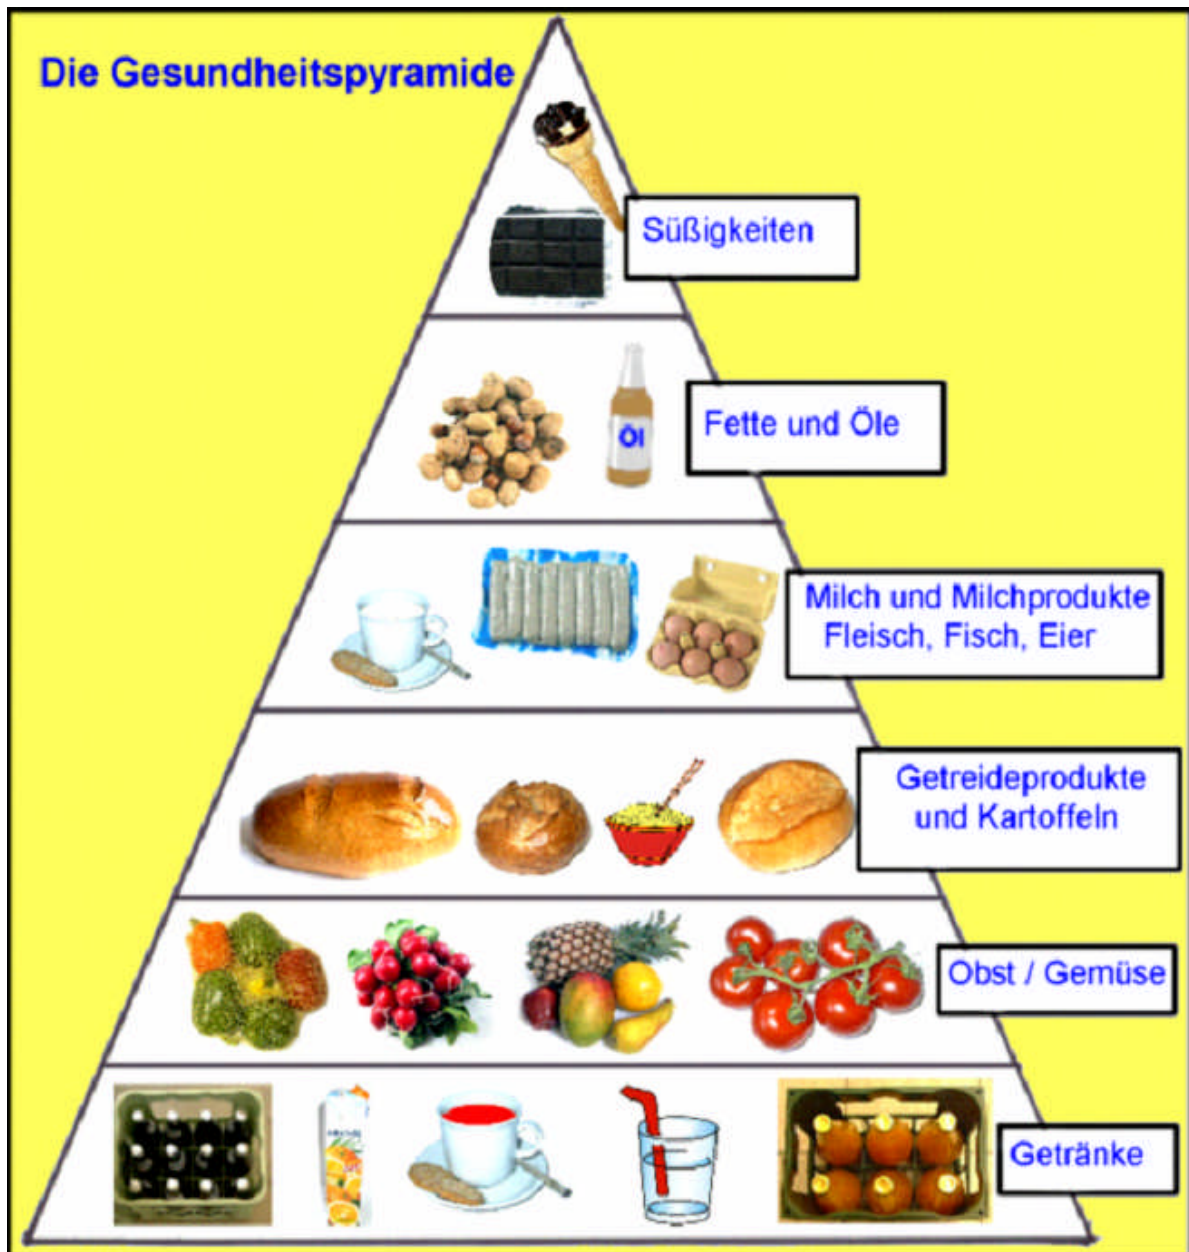 Die Gesundheitspyramide
Süßigkeiten
Öl
Fette und Öle
Milch und Milchprodukte
Fleisch, Fisch, Eier
Getreideprodukte
und Kartoffeln
Obst / Gemüse
Getränke